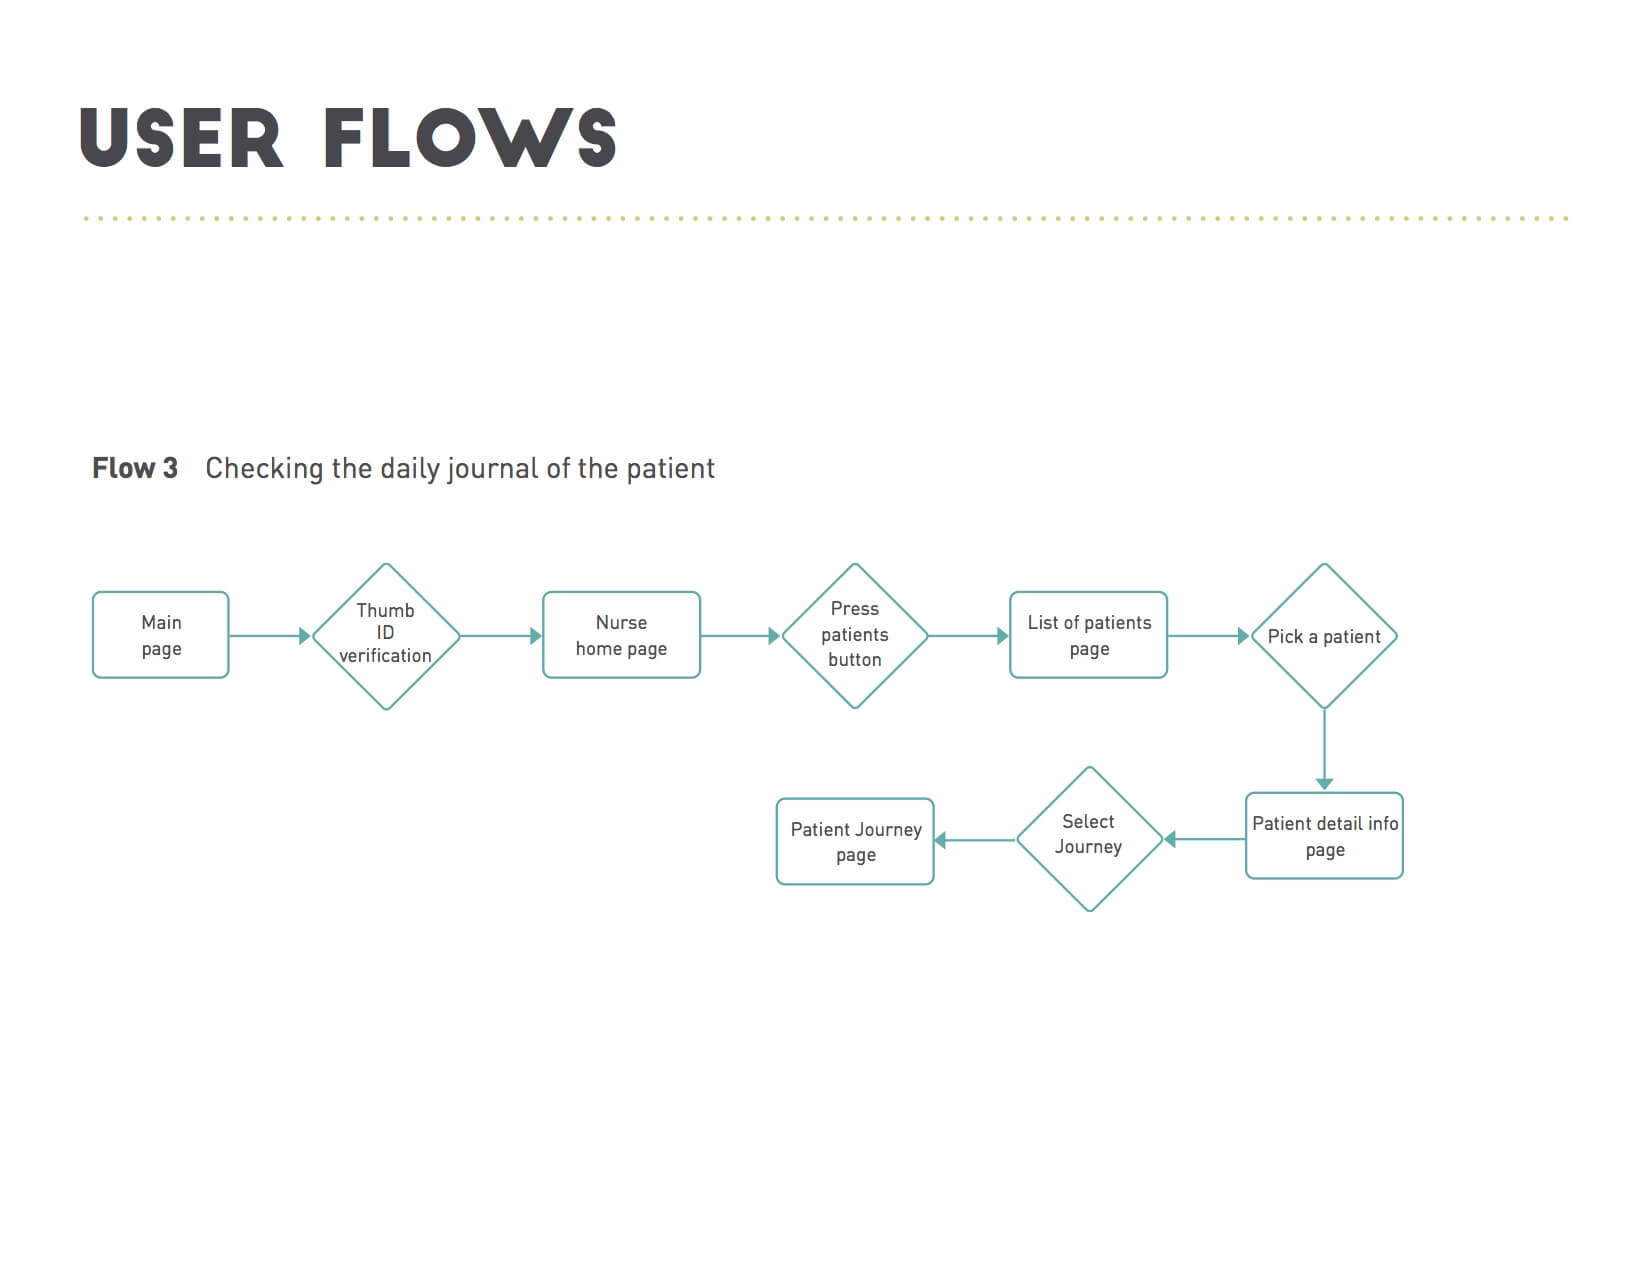 USER FLOWS
Flow 3 Checking the daily journal of the patient
Main
page
Thumb
ID
verification
Nurse
home page
Press
patients
button
List of patients
page
Pick a patient
Patient detail info
page
Select
Journey
Patient Journey
page